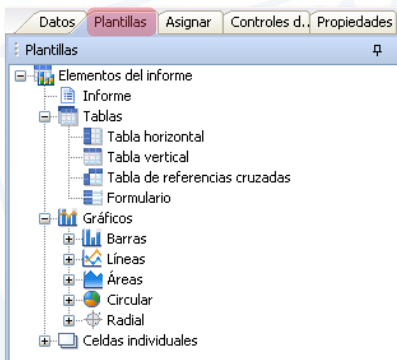 Datos Plantillas Asignar Controles d.. Propiedades
Plantillas
Elementos del informe
Informe
Tablas
Tabla horizontal
Tabla vertical
Tabla de referencias cruzadas
Formulario
Gráficos
Barras
Líneas
Áreas
Circular
Radial
Celdas individuales